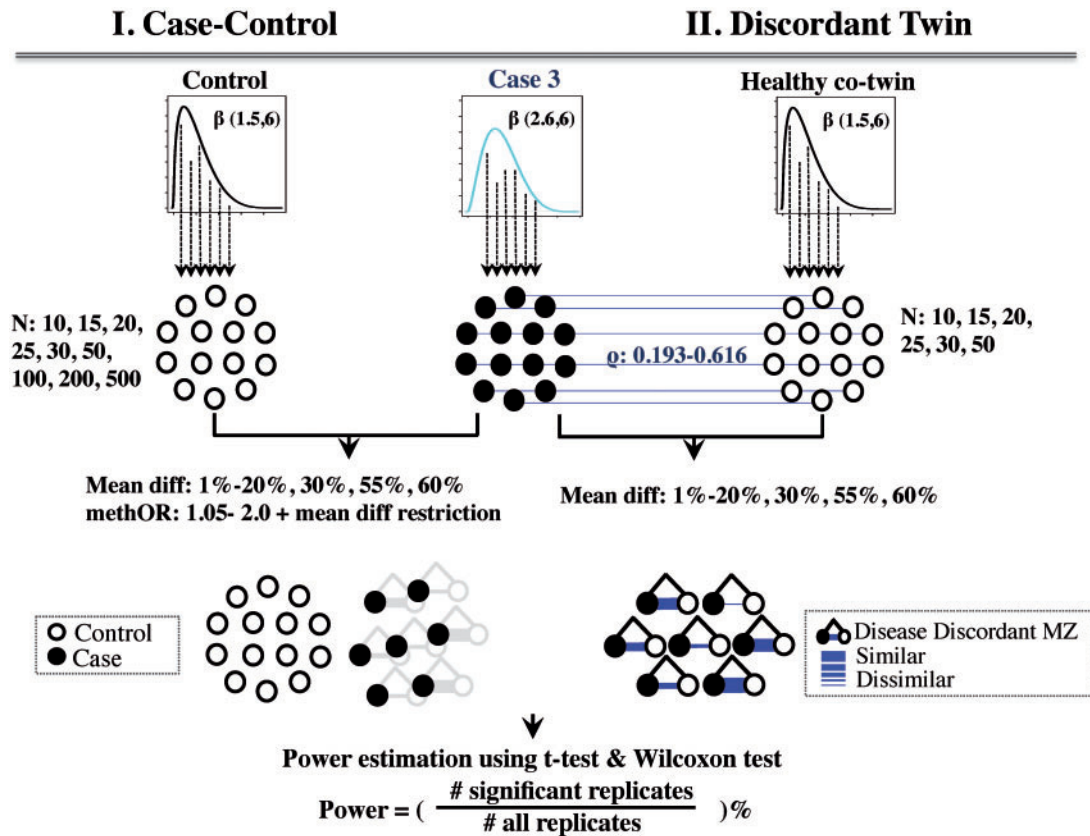 I. Case-Control
II. Discordant Twin
Control
Case 3
Healthy co-twin
β (1.5,6)
β (2.6,6)
β (1.5,6)
N: 10, 15, 20,
25, 30, 50,
100, 200, 500
ϱ: 0.193-0.616
N: 10, 15, 20,
25, 30, 50
Mean diff: 1%-20%, 30%, 55%, 60%
methOR: 1.05- 2.0 + mean diff restriction
Mean diff: 1%-20%, 30%, 55%, 60%
Control
Case
Disease Discordant MZ
Similar
Dissimilar
Power estimation using t-test & Wilcoxon test
Power = ( # significant replicates
# all replicates )%